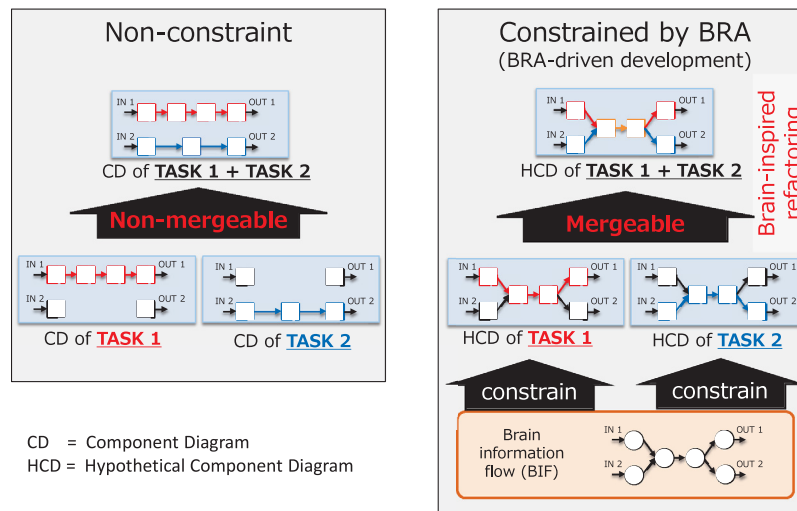 Non-constraint
IN 1
OUT 1
IN 2
OUT 2
CD of TASK 1 + TASK 2
Non-mergeable
IN 1
OUT 1
IN 2
OUT 2
CD of TASK 1
IN 1
OUT 1
IN 2
OUT 2
CD of TASK 2
CD = Component Diagram
HCD = Hypothetical Component Diagram
Constrained by BRA
(BRA-driven development)
IN 1
OUT 1
IN 2
OUT 2
HCD of TASK 1 + TASK 2
Brain-inspired
refactoring
Mergeable
IN 1
OUT 1
IN 2
OUT 2
HCD of TASK 1
IN 1
OUT 1
IN 2
OUT 2
HCD of TASK 2
constrain
constrain
Brain
information
flow (BIF)
IN 1
OUT 1
IN 2
OUT 2